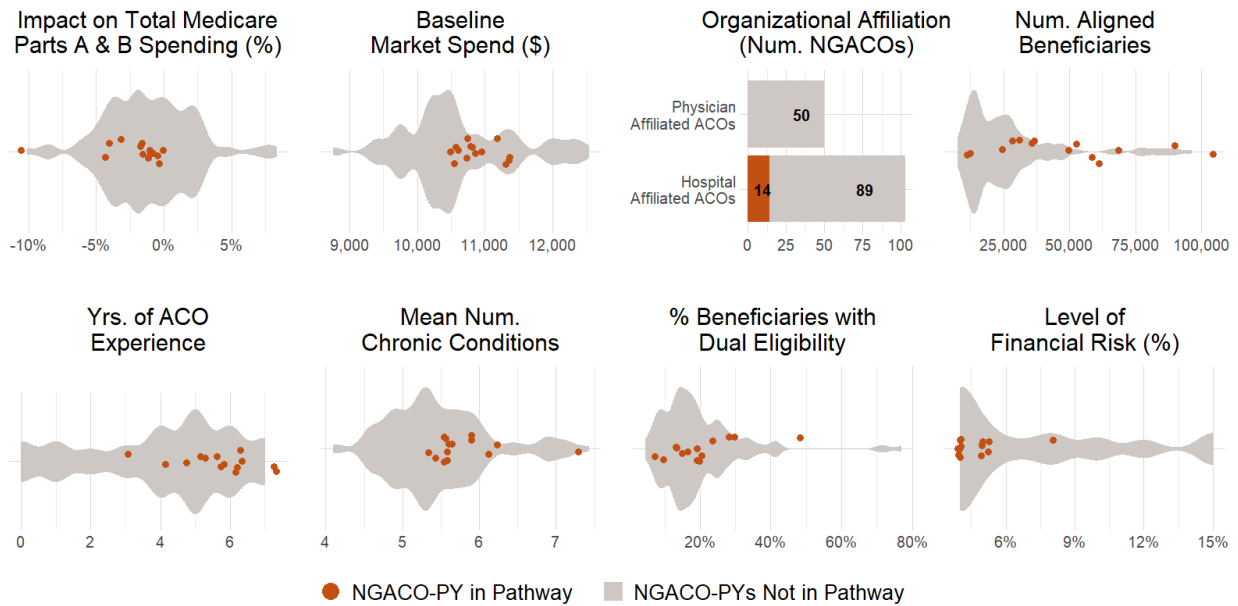 Impact on Total Medicare
Parts A & B Spending (%)
-10%
-5%
0%
5%
Baseline
Market Spend ($)
9,000
10,000
11,000
12,000
Organizational Affiliation
(Num. NGACOs)
Physician
Affiliated ACOs
50
Hospital
Affiliated ACOs
14
89
0
25
50
75
100
Num. Aligned
Beneficiaries
25,000
50,000
75,000
100,000
Yrs. of ACO
Experience
0
2
4
6
Mean Num.
Chronic Conditions
4
5
6
7
% Beneficiaries with
Dual Eligibility
20%
40%
60%
80%
Level of
Financial Risk (%)
6%
9%
12%
15%
NGACO-PY in Pathway
NGACO-PYs Not in Pathway